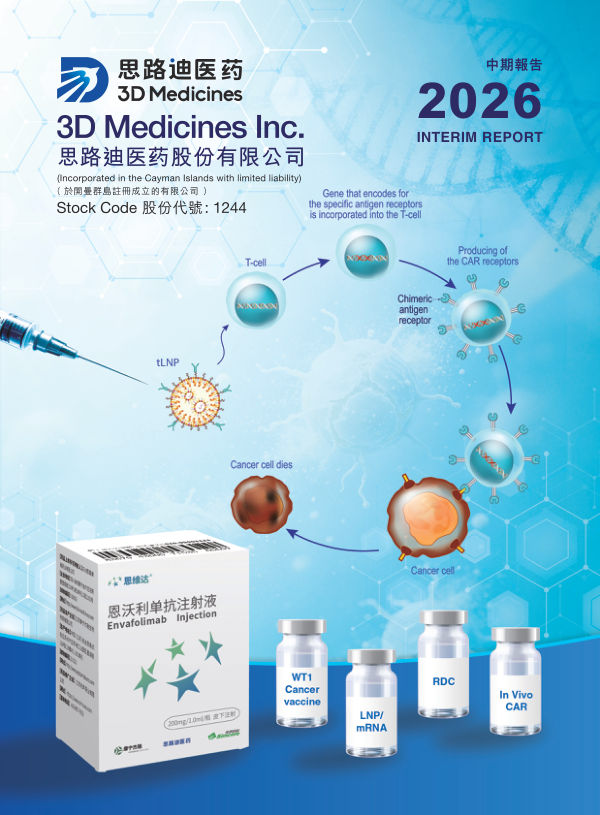 思路迪医药
3D Medicines
3D Medicines Inc.
思路迪医药股份有限公司
(Incorporated in the Cayman Islands with limited liability)
( 於開曼群島註冊成立的有限公司 )
Stock Code 股份代號: 1244
中期報告
2026
INTERIM REPORT
Gene that encodes for
the specific antigen receptors
is incorporated into the T-cell
T-cell
Producing of
the CAR receptors
Chimeric
antigen
receptor
tLNP
Cancer cell dies
Cancer cell
思维达
恩沃利单抗注射液
Envafolimab Injection
200mg/1.0ml/瓶 皮下注射
康宁杰瑞
思路迪医药
WT1
Cancer
vaccine
LNP/
mRNA
RDC
In Vivo
CAR